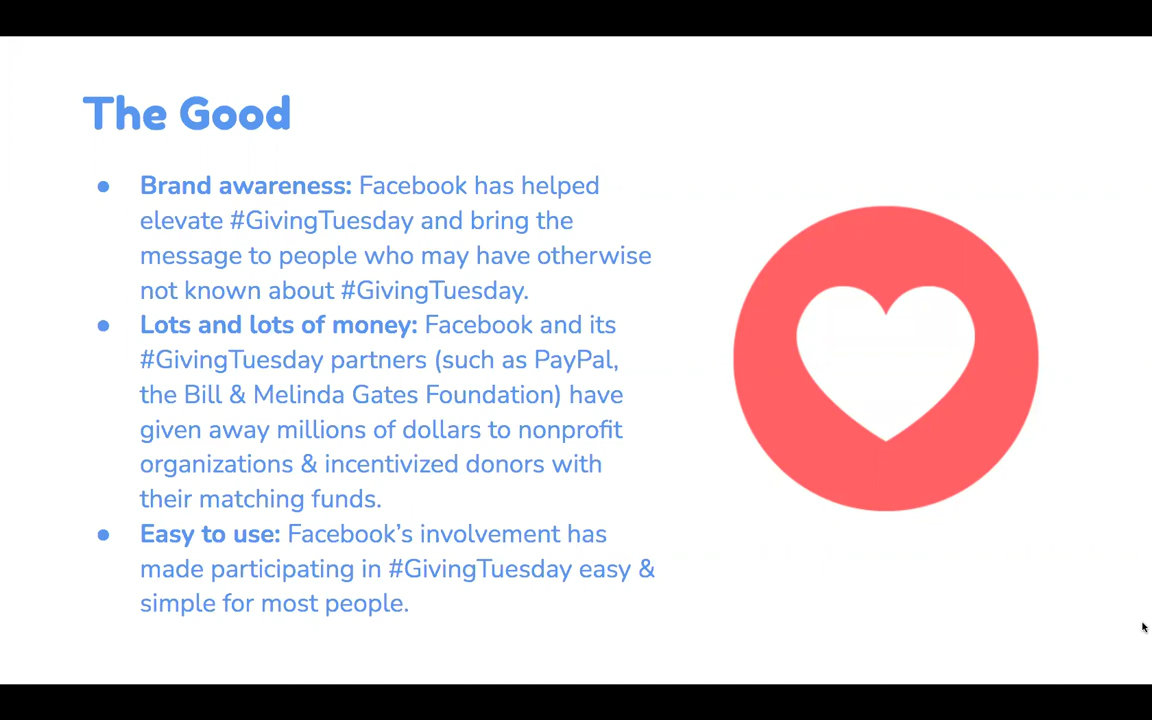 The Good
● Brand awareness: Facebook has helped
elevate #GivingTuesday and bring the
message to people who may have otherwise
not known about #GivingTuesday.
● Lots and lots of money: Facebook and its
#GivingTuesday partners (such as PayPal,
the Bill & Melinda Gates Foundation) have
given away millions of dollars to nonprofit
organizations & incentivized donors with
their matching funds.
● Easy to use: Facebook’s involvement has
made participating in #GivingTuesday easy &
simple for most people.